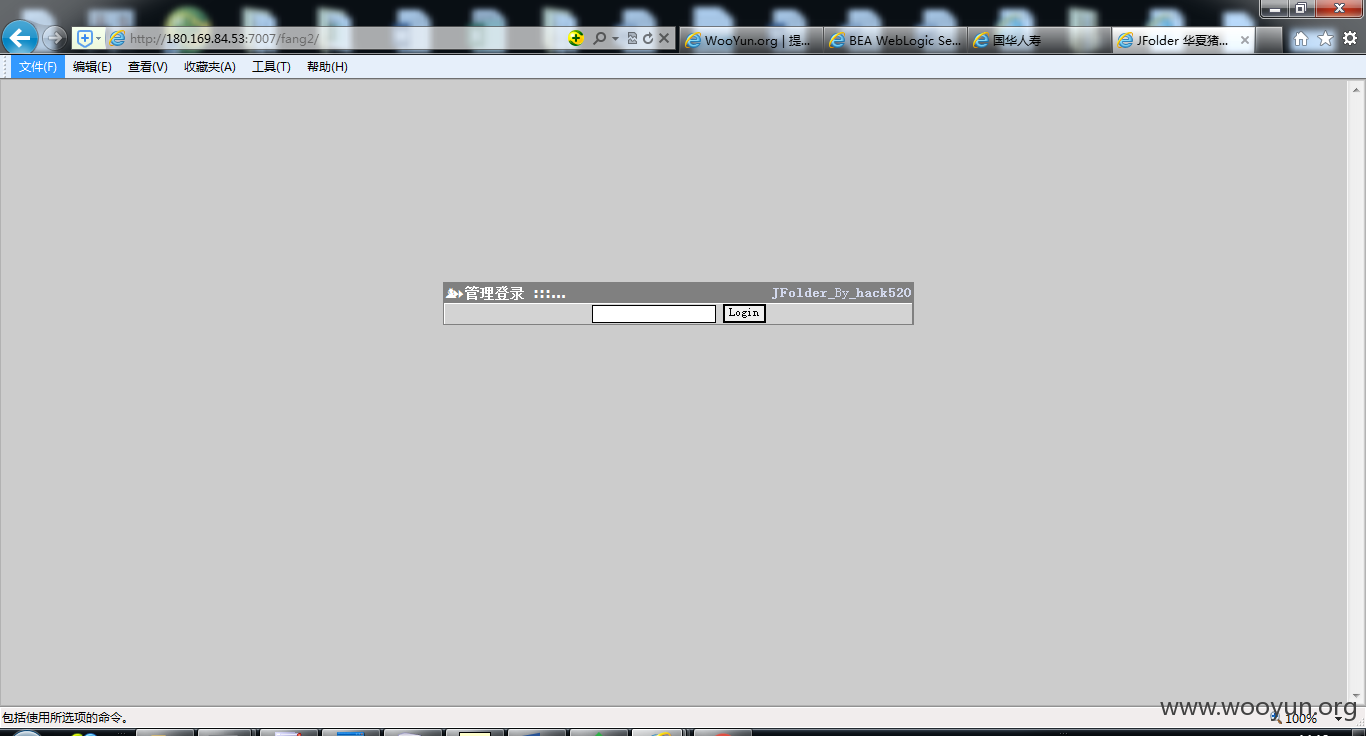 http://180.169.84.53:7007/fang2/
WooYun.org | 提...
BEA WebLogic Se...
国华人寿
JFolder 华夏猪...
文件(F) 编辑(E) 查看(V) 收藏夹(A) 工具(T) 帮助(H)
管理登录 :::... JFolder_By_hack520
Login
www.wooyun.org
包括使用所选项的命令。 100%